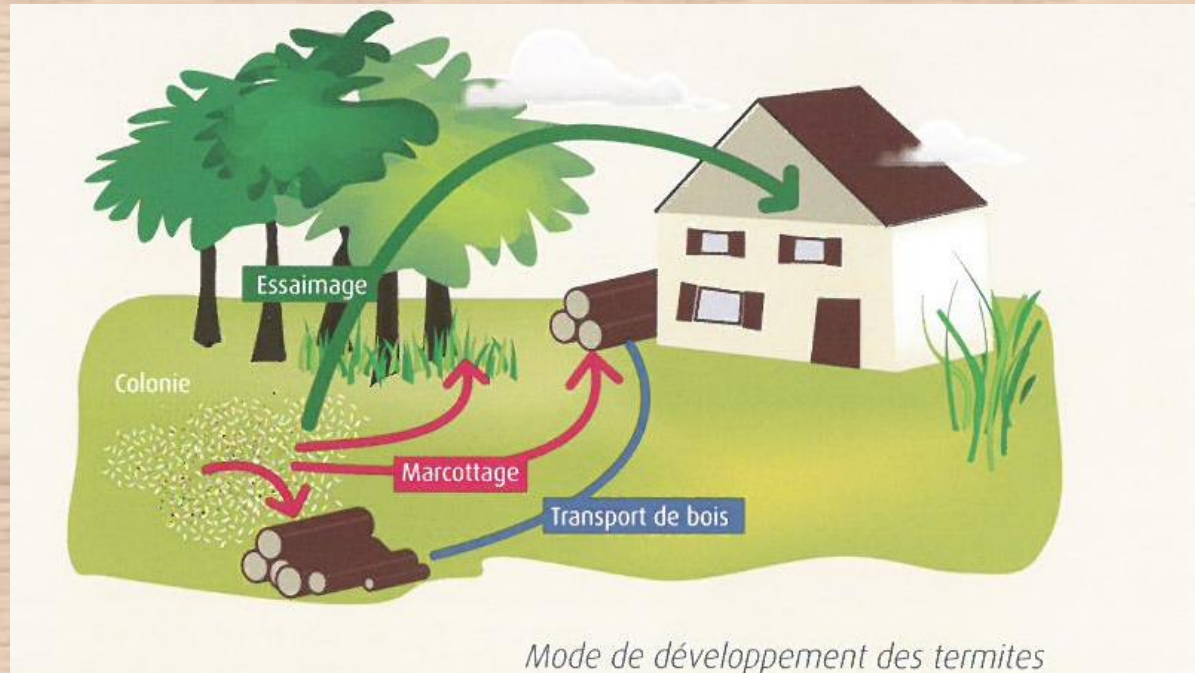 Essaimage
Colonie
Marcottage
Transport de bois
Mode de développement des termites